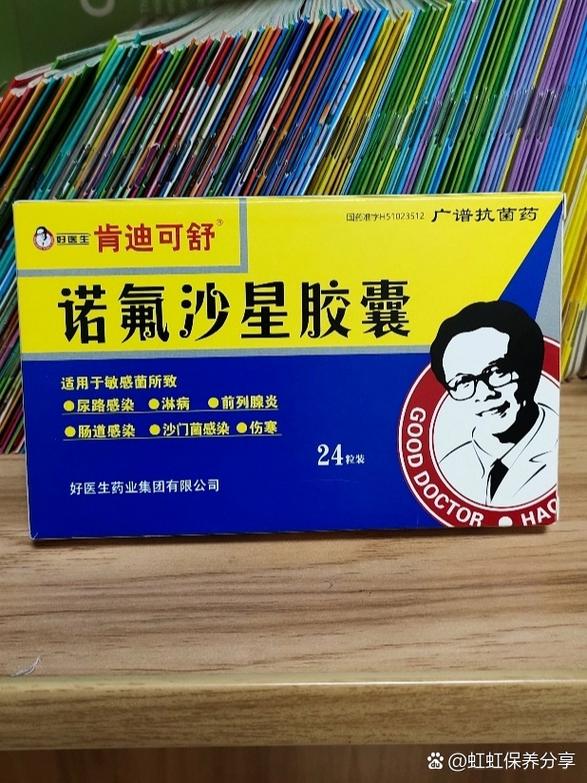 国药准字H51023512 广谱抗菌药
好医生 肯迪可舒®
诺氟沙星胶囊
适用于敏感菌所致
●尿路感染 ●淋病 ●前列腺炎
●肠道感染 ●沙门菌感染 ●伤寒
24粒装
好医生药业集团有限公司
GOOD DOCTOR ● HAO
@虹虹保养分享